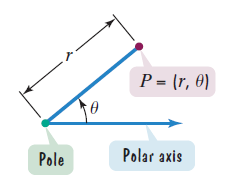 r
P = (r, θ)
θ
Pole
Polar axis